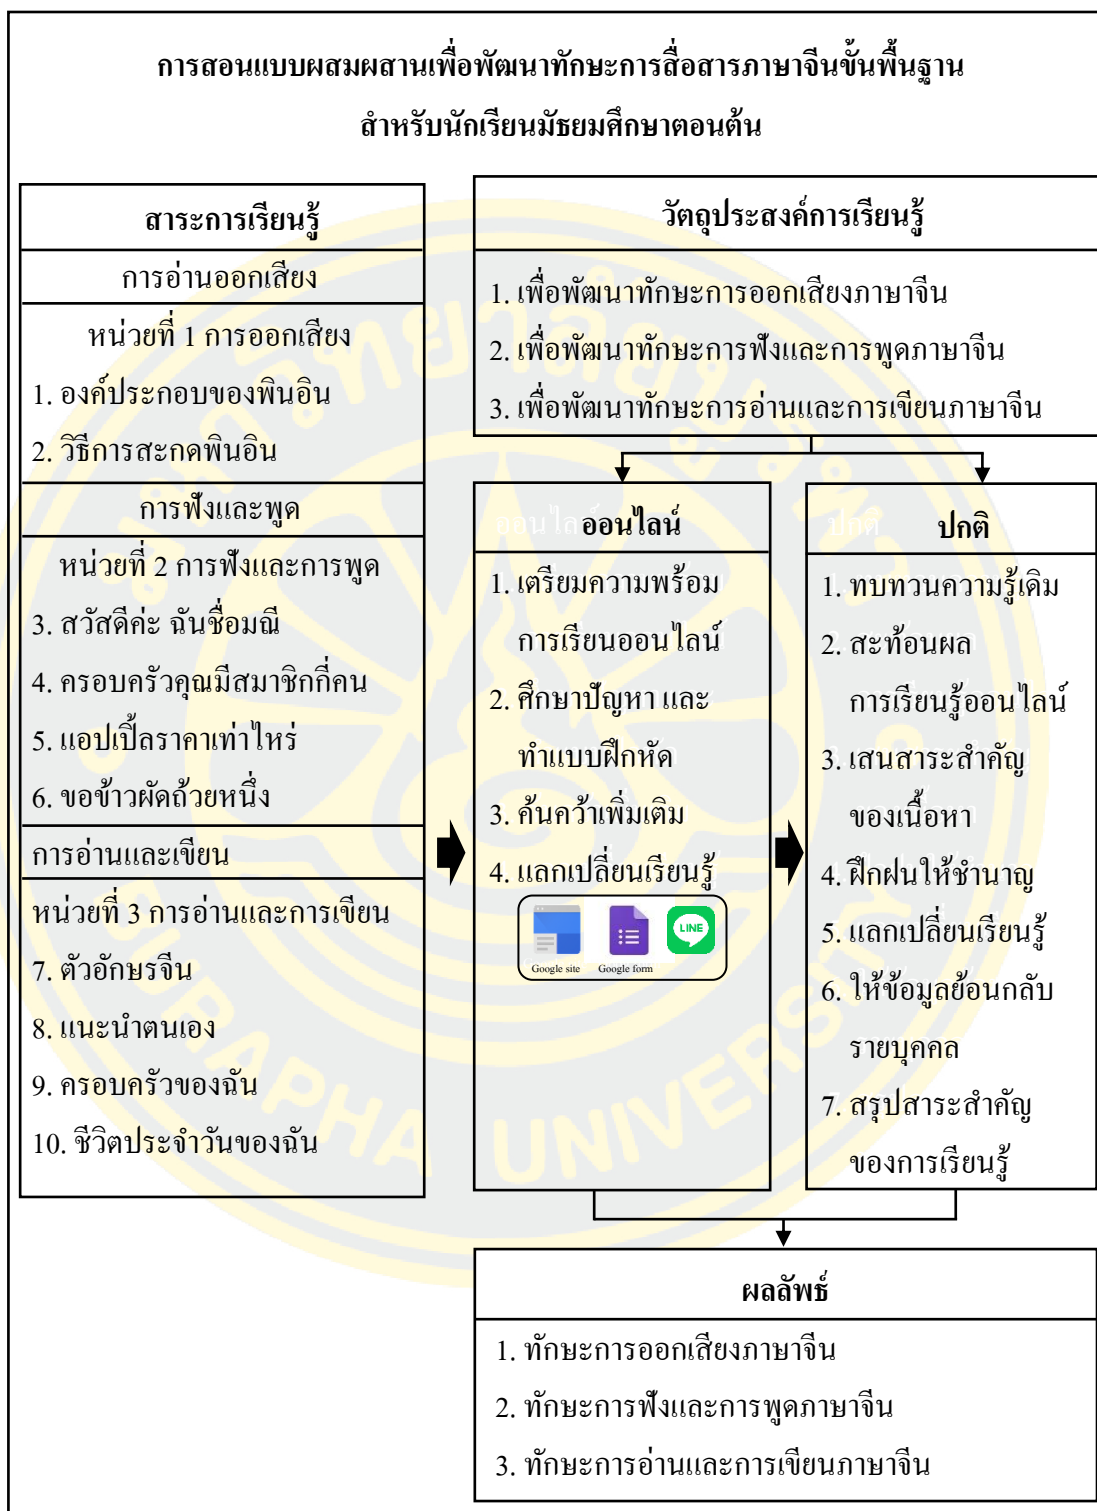 การสอนแบบผสมผสานเพื่อพัฒนาทักษะการสื่อสารภาษาจีนขั้นพื้นฐาน
สำหรับนักเรียนมัธยมศึกษาตอนต้น
สาระการเรียนรู้
การอ่านออกเสียง
หน่วยที่ 1 การออกเสียง
1. องค์ประกอบของพินอิน
2. วิธีการสะกดพินอิน
การฟังและพูด
หน่วยที่ 2 การฟังและการพูด
3. สวัสดีค่ะ ฉันชื่อมณี
4. ครอบครัวคุณมีสมาชิกกี่คน
5. แอปเปิ้ลราคาเท่าไหร่
6. ขอข้าวผัดถ้วยหนึ่ง
การอ่านและเขียน
หน่วยที่ 3 การอ่านและการเขียน
7. ตัวอักษรจีน
8. แนะนำตนเอง
9. ครอบครัวของฉัน
10. ชีวิตประจำวันของฉัน
วัตถุประสงค์การเรียนรู้
1. เพื่อพัฒนาทักษะการออกเสียงภาษาจีน
2. เพื่อพัฒนาทักษะการฟังและการพูดภาษาจีน
3. เพื่อพัฒนาทักษะการอ่านและการเขียนภาษาจีน
ออนไลน์
1. เตรียมความพร้อม
การเรียนออนไลน์
2. ศึกษาปัญหา และ
ทำแบบฝึกหัด
3. ค้นคว้าเพิ่มเติม
4. แลกเปลี่ยนเรียนรู้
LINE
Google site Google form
ปกติ
1. ทบทวนความรู้เดิม
2. สะท้อนผล
การเรียนรู้ออนไลน์
3. เสนสาระสำคัญ
ของเนื้อหา
4. ฝึกฝนให้ชำนาญ
5. แลกเปลี่ยนเรียนรู้
6. ให้ข้อมูลย้อนกลับ
รายบุคคล
7. สรุปสาระสำคัญ
ของการเรียนรู้
ผลลัพธ์
1. ทักษะการออกเสียงภาษาจีน
2. ทักษะการฟังและการพูดภาษาจีน
3. ทักษะการอ่านและการเขียนภาษาจีน
มหาวิทยาลัยบูรพา
BURAPHA UNIVERSITY